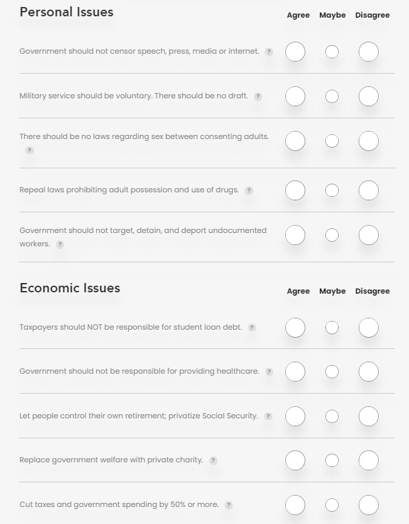 Personal Issues
Agree Maybe Disagree
Government should not censor speech, press, media or internet. ?
Military service should be voluntary. There should be no draft. ?
There should be no laws regarding sex between consenting adults.
?
Repeal laws prohibiting adult possession and use of drugs. ?
Government should not target, detain, and deport undocumented
workers. ?
Economic Issues
Agree Maybe Disagree
Taxpayers should NOT be responsible for student loan debt. ?
Government should not be responsible for providing healthcare. ?
Let people control their own retirement; privatize Social Security. ?
Replace government welfare with private charity. ?
Cut taxes and government spending by 50% or more. ?